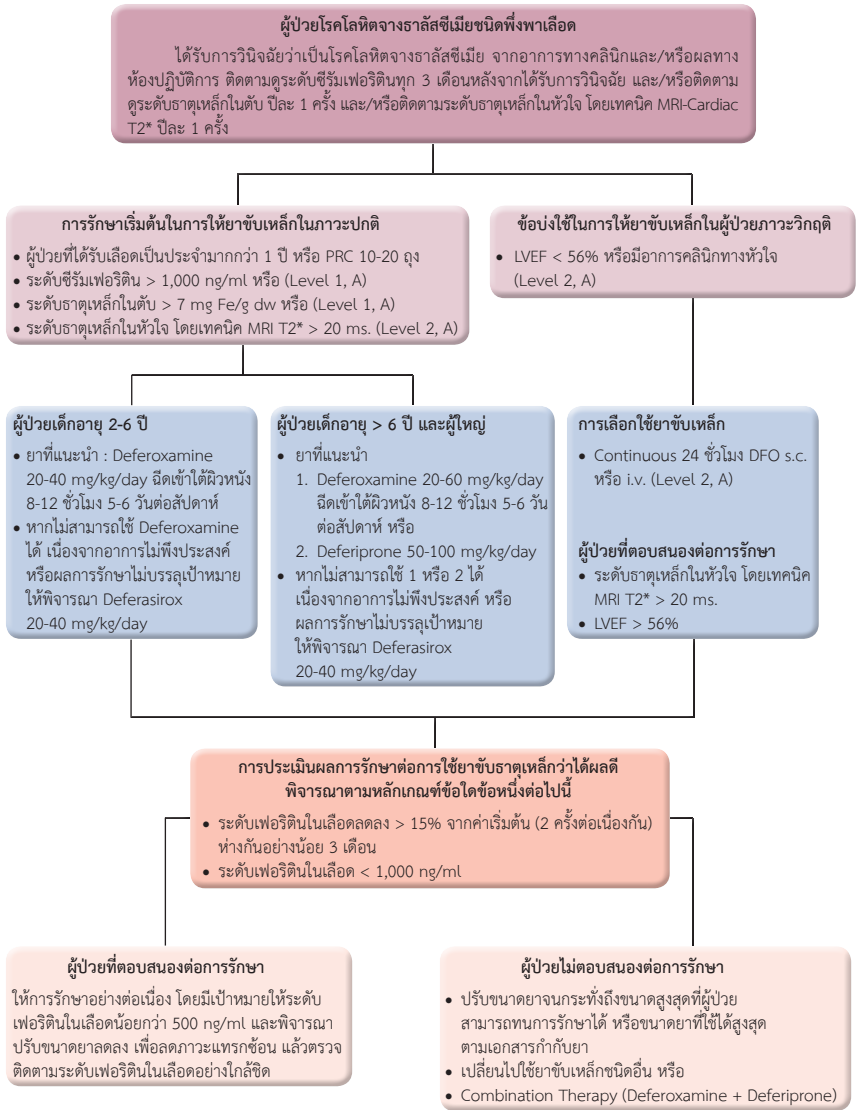 ผู้ป่วยโรคโลหิตจางธาลัสซีเมียชนิดพึ่งพาเลือด
ได้รับการวินิจฉัยว่าเป็นโรคโลหิตจางธาลัสซีเมีย จากอาการทางคลินิกและ/หรือผลทาง
ห้องปฏิบัติการ ติดตามดูระดับซีรัมเฟอริตินทุก 3 เดือนหลังจากได้รับการวินิจฉัย และ/หรือติดตาม
ดูระดับธาตุเหล็กในตับ ปีละ 1 ครั้ง และ/หรือติดตามระดับธาตุเหล็กในหัวใจ โดยเทคนิค MRI-Cardiac
T2* ปีละ 1 ครั้ง
การรักษาเริ่มต้นในการให้ยาขับเหล็กในภาวะปกติ
• ผู้ป่วยที่ได้รับเลือดเป็นประจำมากกว่า 1 ปี หรือ PRC 10-20 ถุง
• ระดับซีรัมเฟอริติน > 1,000 ng/ml หรือ (Level 1, A)
• ระดับธาตุเหล็กในตับ > 7 mg Fe/g dw หรือ (Level 1, A)
• ระดับธาตุเหล็กในหัวใจ โดยเทคนิค MRI T2* > 20 ms. (Level 2, A)
ข้อบ่งใช้ในการให้ยาขับเหล็กในผู้ป่วยภาวะวิกฤติ
• LVEF < 56% หรือมีอาการคลินิกทางหัวใจ
(Level 2, A)
ผู้ป่วยเด็กอายุ 2-6 ปี
• ยาที่แนะนำ : Deferoxamine
20-40 mg/kg/day ฉีดเข้าใต้ผิวหนัง
8-12 ชั่วโมง 5-6 วันต่อสัปดาห์
• หากไม่สามารถใช้ Deferoxamine
ได้ เนื่องจากอาการไม่พึงประสงค์
หรือผลการรักษาไม่บรรลุเป้าหมาย
ให้พิจารณา Deferasirox
20-40 mg/kg/day
ผู้ป่วยเด็กอายุ > 6 ปี และผู้ใหญ่
• ยาที่แนะนำ
1. Deferoxamine 20-60 mg/kg/day
ฉีดเข้าใต้ผิวหนัง 8-12 ชั่วโมง 5-6 วัน
ต่อสัปดาห์ หรือ
2. Deferiprone 50-100 mg/kg/day
• หากไม่สามารถใช้ 1 หรือ 2 ได้
เนื่องจากอาการไม่พึงประสงค์ หรือ
ผลการรักษาไม่บรรลุเป้าหมาย
ให้พิจารณา Deferasirox
20-40 mg/kg/day
การเลือกใช้ยาขับเหล็ก
• Continuous 24 ชั่วโมง DFO s.c.
หรือ i.v. (Level 2, A)
ผู้ป่วยที่ตอบสนองต่อการรักษา
• ระดับธาตุเหล็กในหัวใจ โดยเทคนิค
MRI T2* > 20 ms.
• LVEF > 56%
การประเมินผลการรักษาต่อการใช้ยาขับธาตุเหล็กว่าได้ผลดี
พิจารณาตามหลักเกณฑ์ข้อใดข้อหนึ่งต่อไปนี้
• ระดับเฟอริตินในเลือดลดลง > 15% จากค่าเริ่มต้น (2 ครั้งต่อเนื่องกัน)
ห่างกันอย่างน้อย 3 เดือน
• ระดับเฟอริตินในเลือด < 1,000 ng/ml
ผู้ป่วยที่ตอบสนองต่อการรักษา
ให้การรักษาอย่างต่อเนื่อง โดยมีเป้าหมายให้ระดับ
เฟอริตินในเลือดน้อยกว่า 500 ng/ml และพิจารณา
ปรับขนาดยาลดลง เพื่อลดภาวะแทรกซ้อน แล้วตรวจ
ติดตามระดับเฟอริตินในเลือดอย่างใกล้ชิด
ผู้ป่วยไม่ตอบสนองต่อการรักษา
• ปรับขนาดยาจนกระทั่งถึงขนาดสูงสุดที่ผู้ป่วย
สามารถทนการรักษาได้ หรือขนาดยาที่ใช้ได้สูงสุด
ตามเอกสารกำกับยา
• เปลี่ยนไปใช้ยาขับเหล็กชนิดอื่น หรือ
• Combination Therapy (Deferoxamine + Deferiprone)